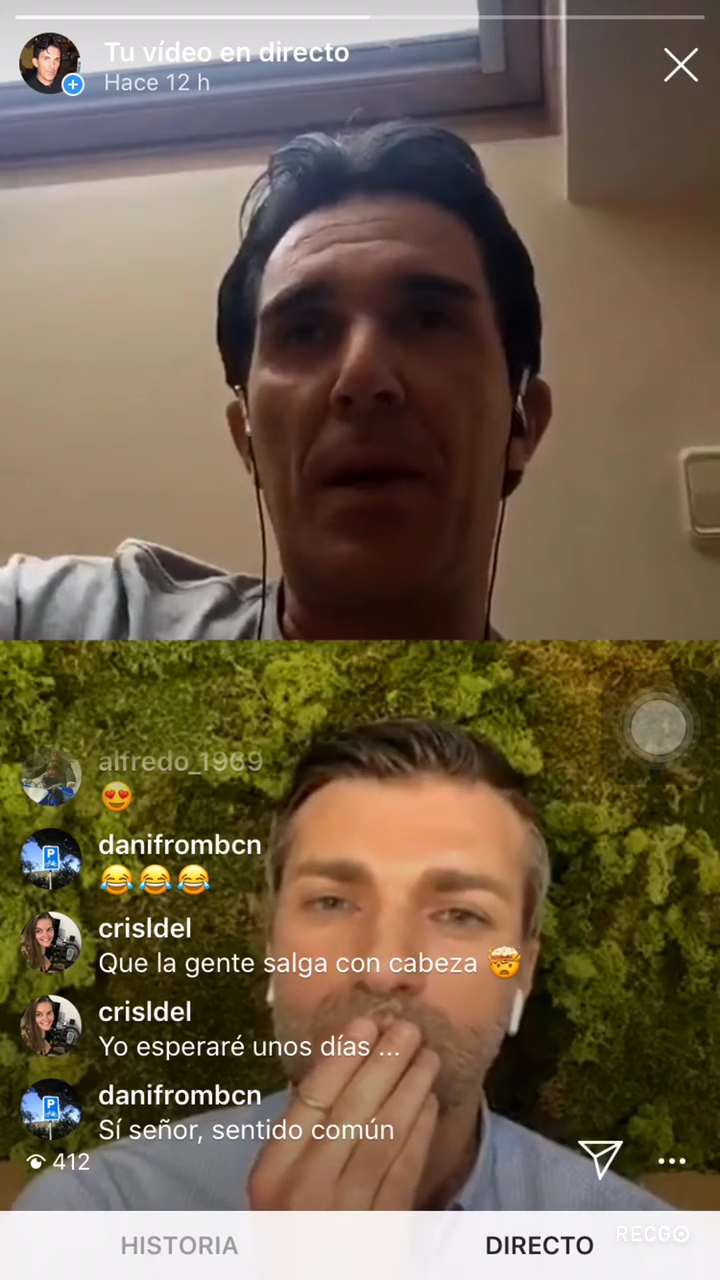 Tu vídeo en directo
Hace 12 h
alfredo_1969
😍
danifrombcn
P
😂😂😂
crisldel
Que la gente salga con cabeza 🤯
crisldel
Yo esperaré unos días ...
danifrombcn
P
Sí señor, sentido común
412
HISTORIA
DIRECTO
RECGO